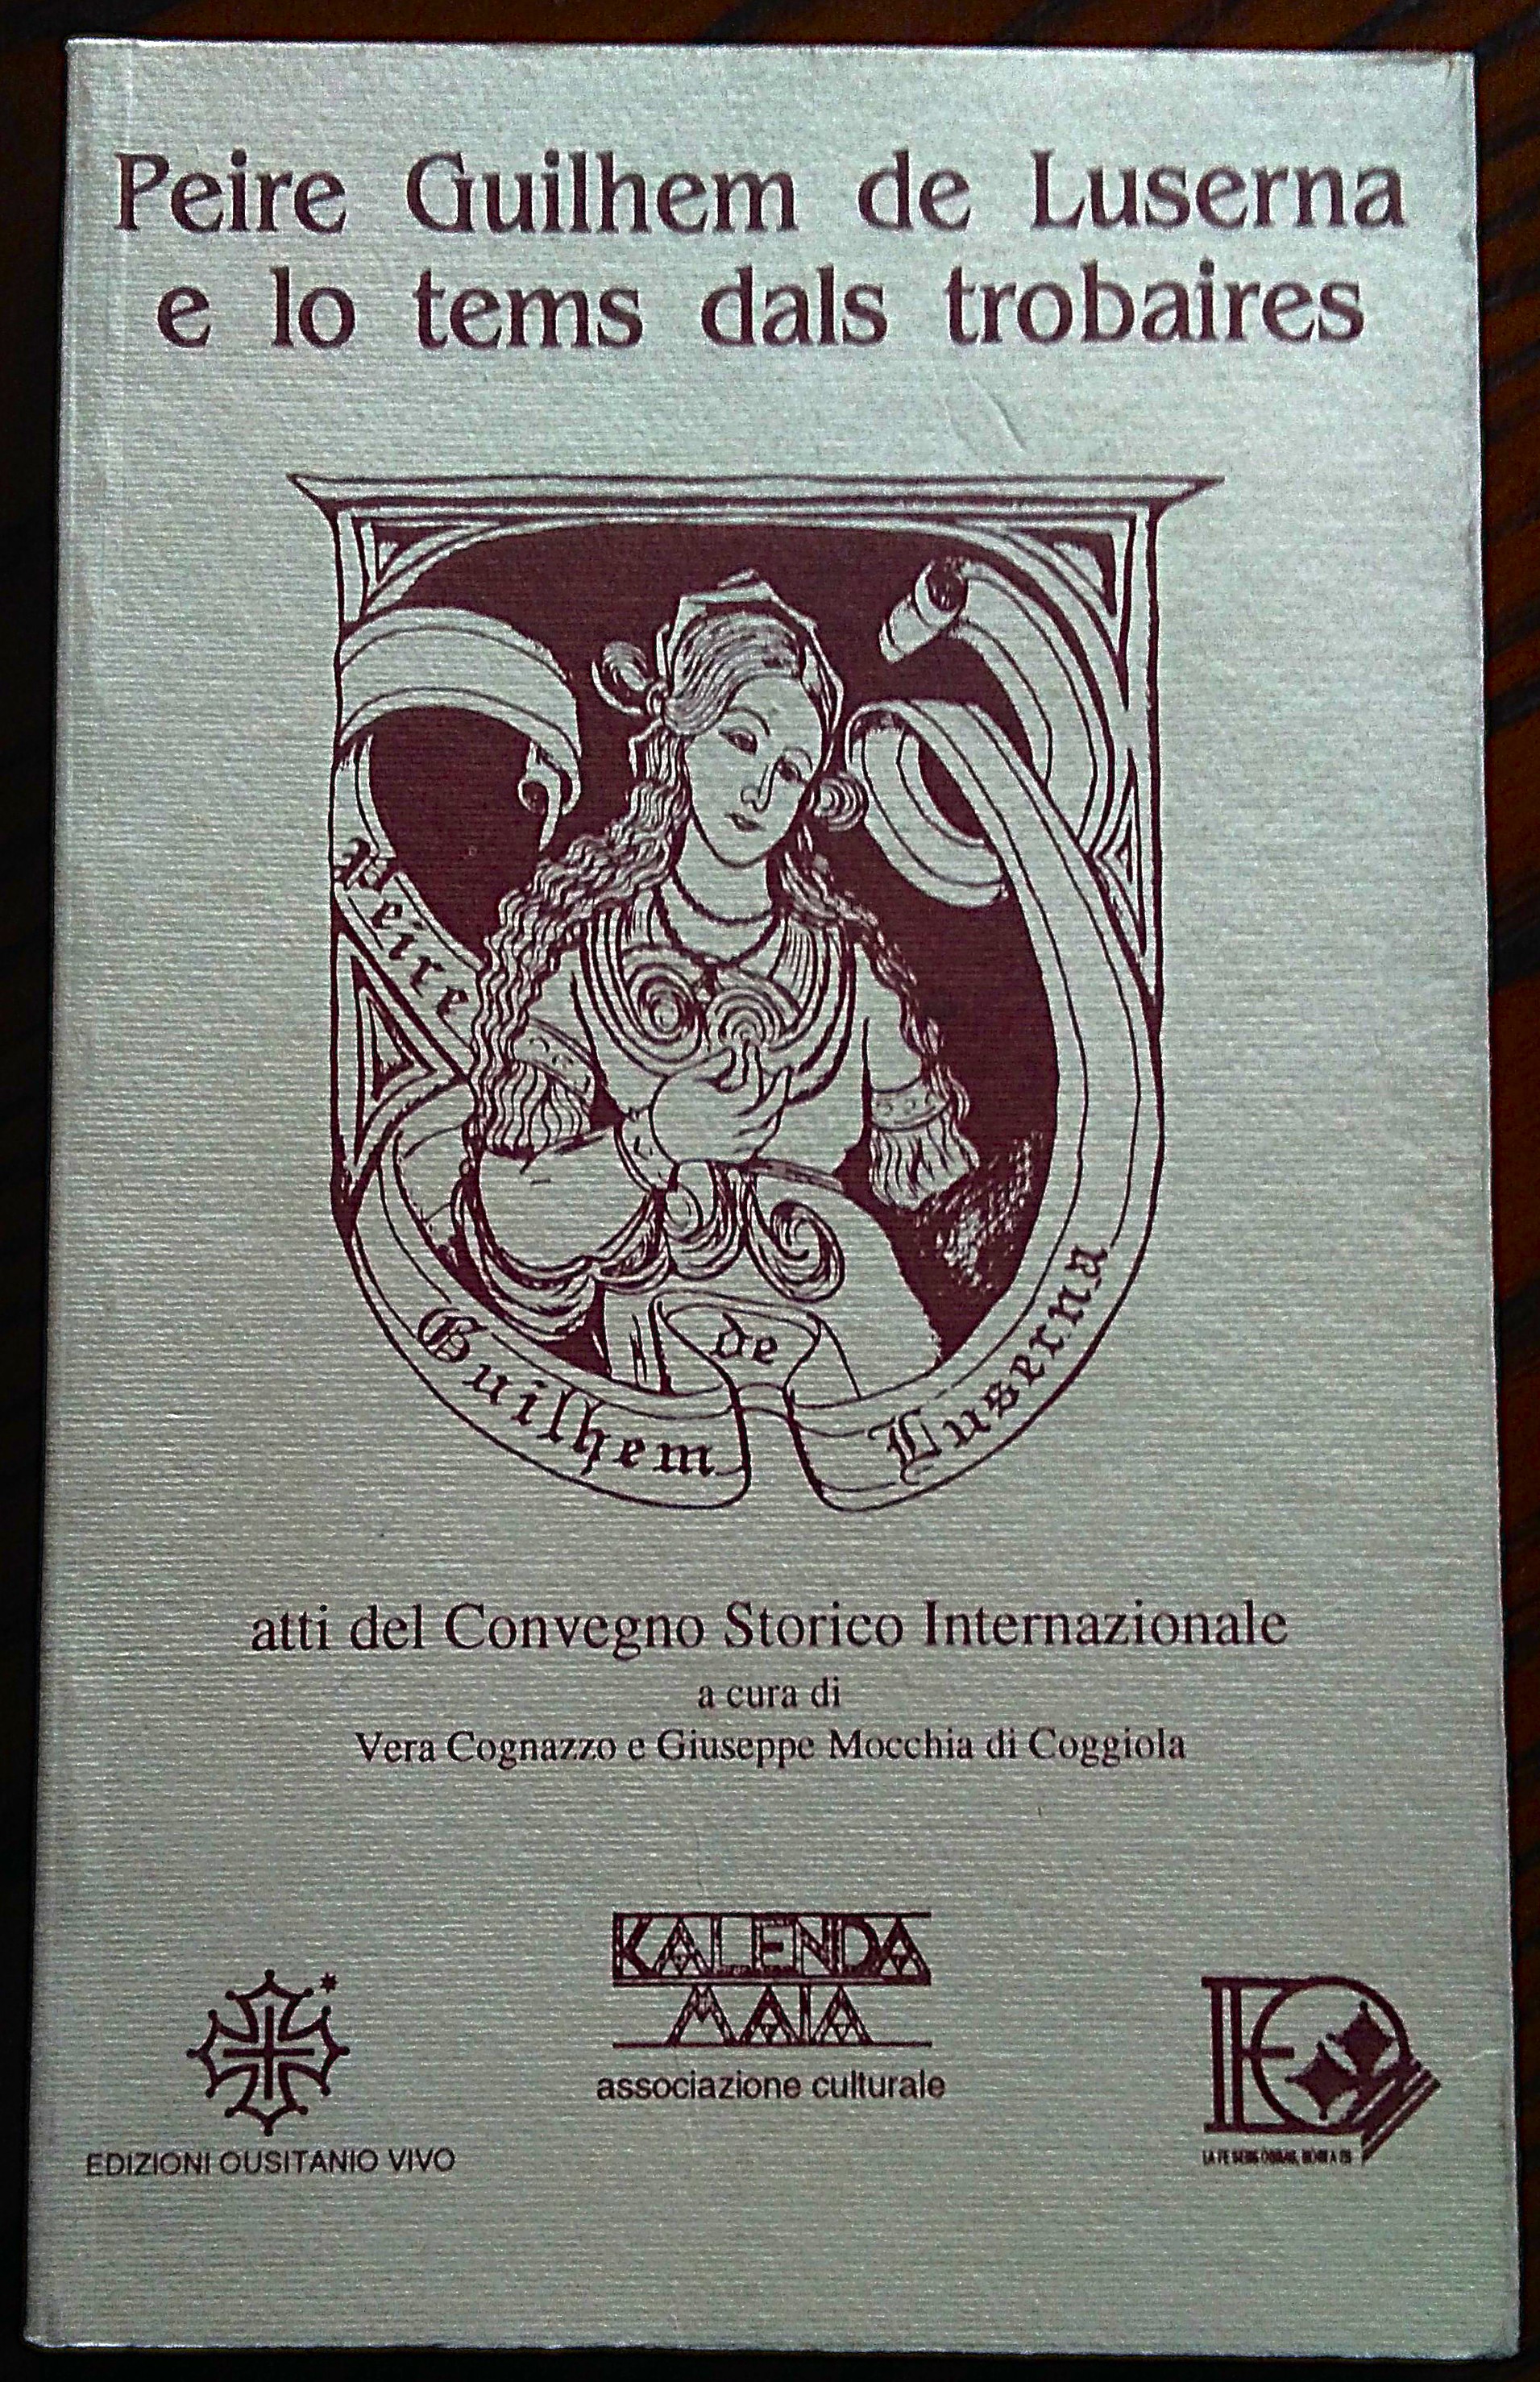 Peire Guilhem de Luserna
e lo tems dals trobaires
Peire
Guilhem
de
Luserna
atti del Convegno Storico Internazionale
a cura di
Vera Cognazzo e Giuseppe Mocchia di Coggiola
KALENDA
MAIA
associazione culturale
EDIZIONI OUSITANIO VIVO